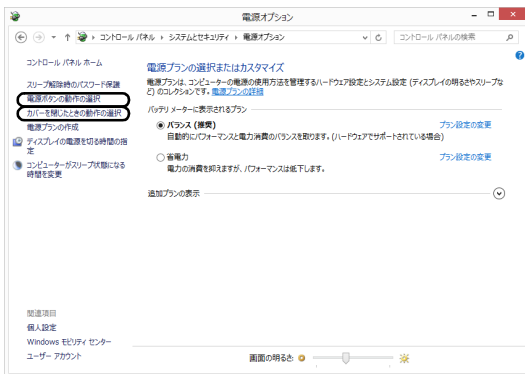 電源オプション
コントロール パネル
システムとセキュリティ
電源オプション
コントロール パネルの検索
コントロール パネル ホーム
スリープ解除時のパスワード保護
電源ボタンの動作の選択
カバーを閉じたときの動作の選択
電源プランの作成
ディスプレイの電源を切る時間の指
定
コンピューターがスリープ状態になる
時間を変更
電源プランの選択またはカスタマイズ
電源プランは、コンピューターの電源の使用方法を管理するハードウェア設定とシステム設定 (ディスプレイの明るさやスリープな
ど) のコレクションです。電源プランの詳細
バッテリ メーターに表示されるプラン
バランス (推奨)
プラン設定の変更
自動的にパフォーマンスと電力消費のバランスを取ります。(ハードウェアでサポートされている場合)
省電力
プラン設定の変更
電力の消費を抑えますが、パフォーマンスは低下します。
追加プランの表示
関連項目
個人設定
Windows モビリティ センター
ユーザー アカウント
画面の明るさ: